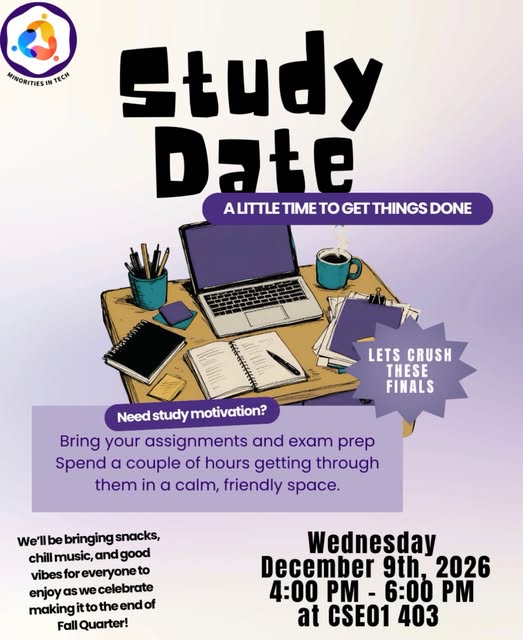 MINORITIES IN TECH
Study
Date
A LITTLE TIME TO GET THINGS DONE
LETS CRUSH
THESE
FINALS
Need study motivation?
Bring your assignments and exam prep
Spend a couple of hours getting through
them in a calm, friendly space.
We'll be bringing snacks,
chill music, and good
vibes for everyone to
enjoy as we celebrate
making it to the end of
Fall Quarter!
Wednesday
December 9th, 2026
4:00 PM - 6:00 PM
at CSE01 403